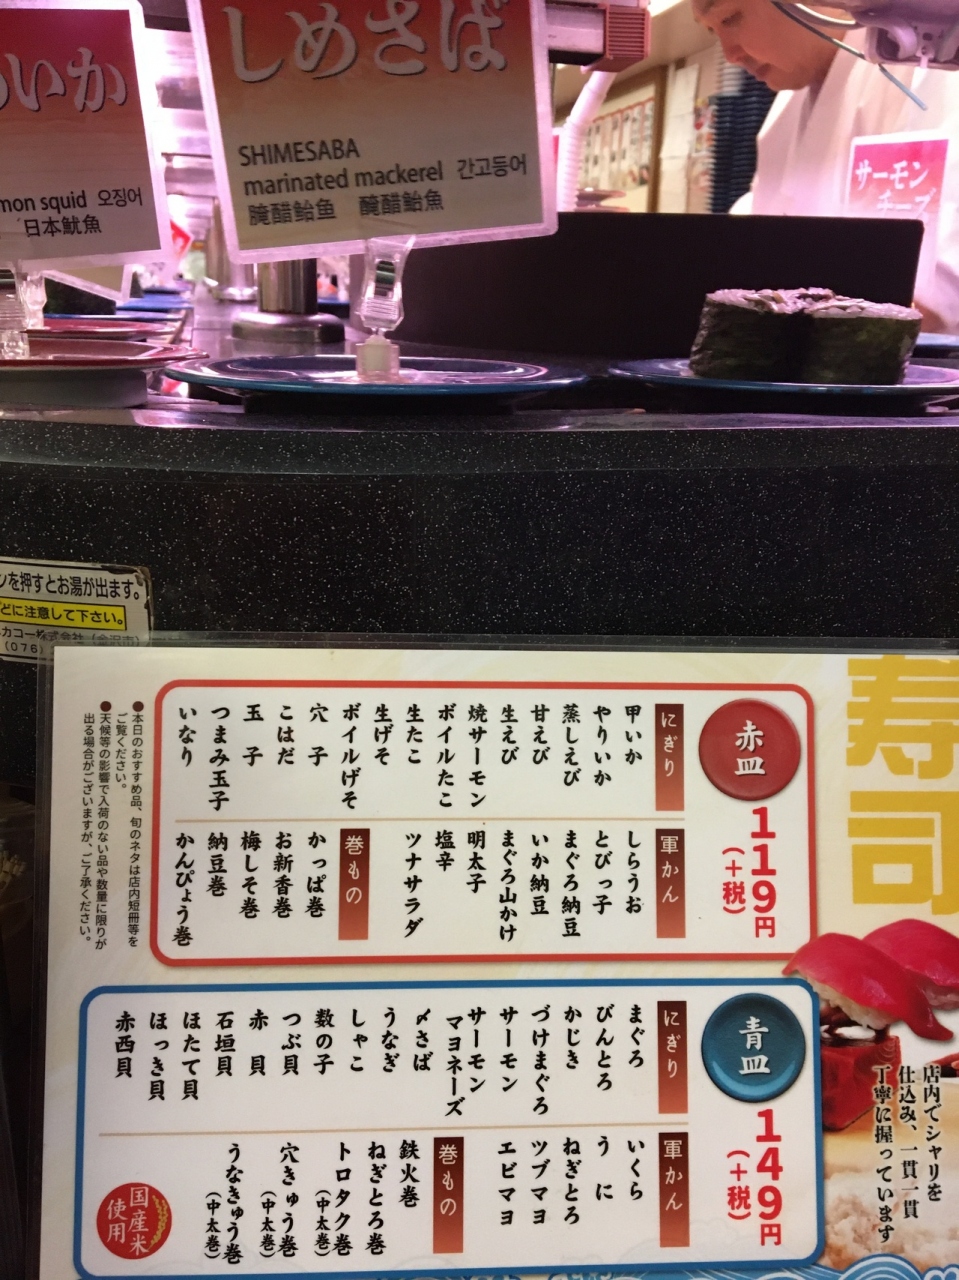 いか
mon squid 오징어
日本魷魚
しめさば
SHIMESABA
marinated mackerel 간고등어
腌醋鲐鱼 醃醋鮐魚
サーモン
チーズ
ンを押すとお湯が出ます。
どに注意して下さい。
カコー株式会社(金沢市)
(076)
寿司
赤皿
119円
(+税)
にぎり
甲いか
やりいか
蒸しえび
甘えび
生えび
焼サーモン
ボイルたこ
生たこ
ボイルげそ
生げそ
穴子
こはだ
玉子
つまみ玉子
いなり
軍かん
しらうお
とびっ子
まぐろ納豆
いか納豆
まぐろ山かけ
明太子
塩辛
ツナサラダ
巻もの
かっぱ巻
お新香巻
梅しそ巻
納豆巻
かんぴょう巻
●本日のおすすめ品、旬のネタは店内短冊等を
ご覧ください。
●天候等の影響で入荷のない品や数量に限りが
出る場合がございますが、ご了承ください。
青皿
149円
(+税)
にぎり
まぐろ
びんとろ
かじき
づけまぐろ
サーモン
サーモン
マヨネーズ
〆さば
うなぎ
しゃこ
数の子
つぶ貝
赤貝
石垣貝
ほたて貝
ほっき貝
赤西貝
軍かん
いくら
うに
ねぎとろ
ツブマヨ
エビマヨ
巻もの
鉄火巻
ねぎとろ巻
トロタク巻
(中太巻)
穴きゅう巻
(中太巻)
うなきゅう巻
(中太巻)
国産米
使用
店内でシャリを
仕込み、一貫一貫
丁寧に握っています